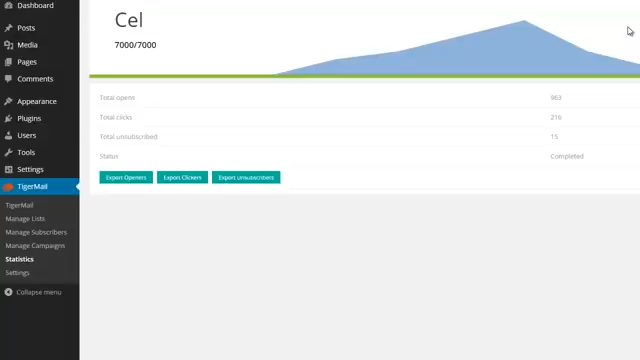 Dashboard
Posts
Media
Pages
Comments
Appearance
Plugins
Users
Tools
Settings
TigerMail
TigerMail
Manage Lists
Manage Subscribers
Manage Campaigns
Statistics
Settings
Collapse menu
Cel
7000/7000
Total openn 963
Total clicks 216
Total unsubscribed 15
Status Completed
Export Openers Export Clickers Export unsubscribers